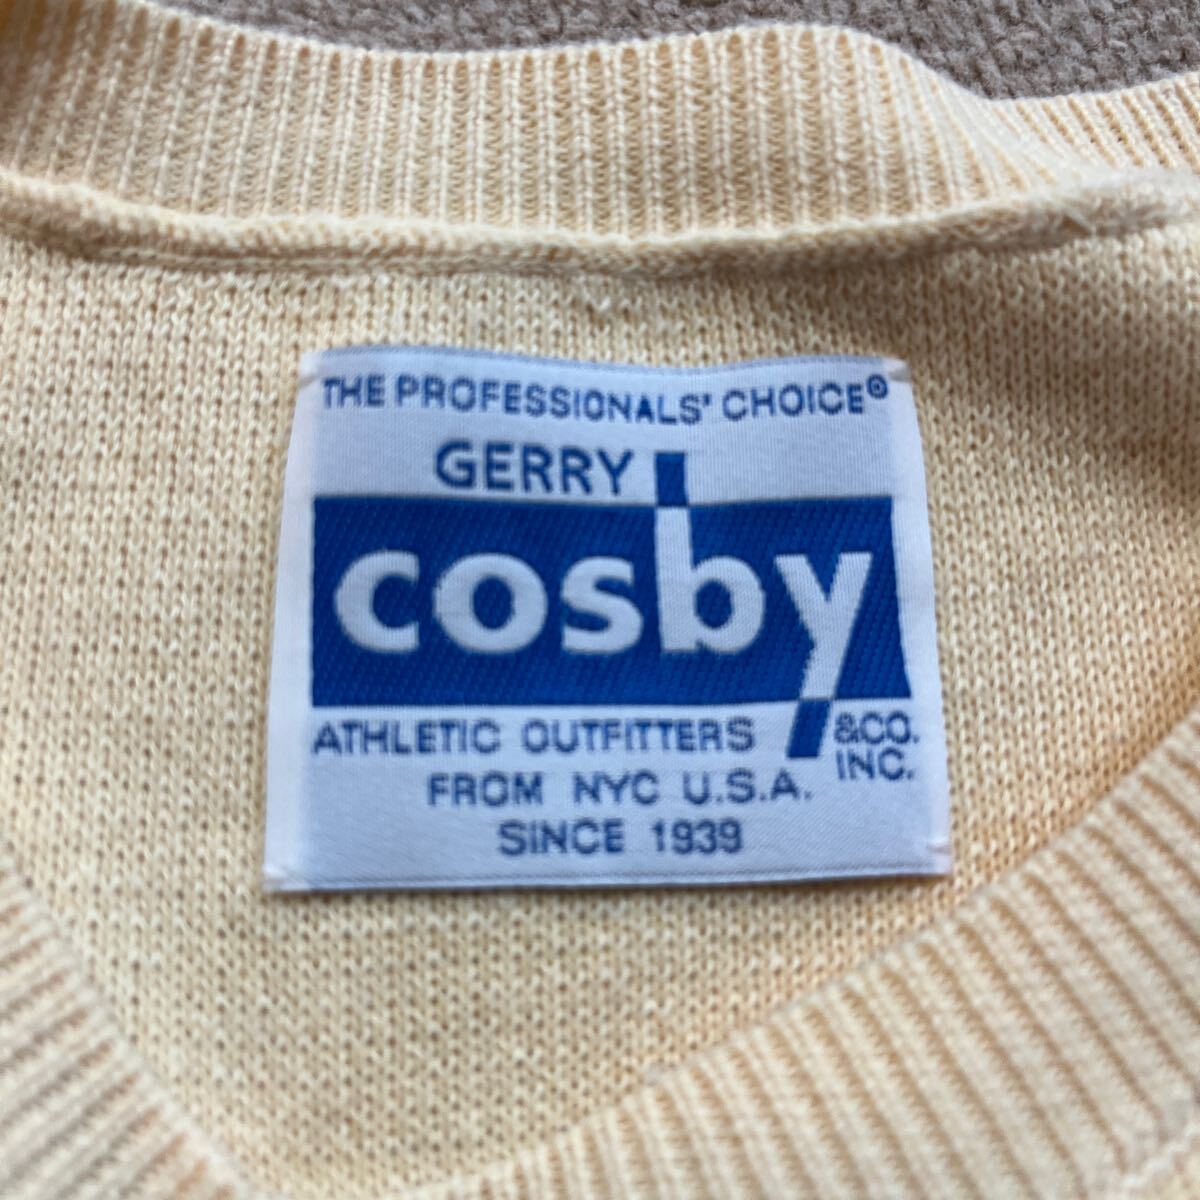 THE PROFESSIONALS' CHOICE®
GERRY
cosby
ATHLETIC OUTFITTERS &CO.
FROM NYC U.S.A. INC.
SINCE 1939